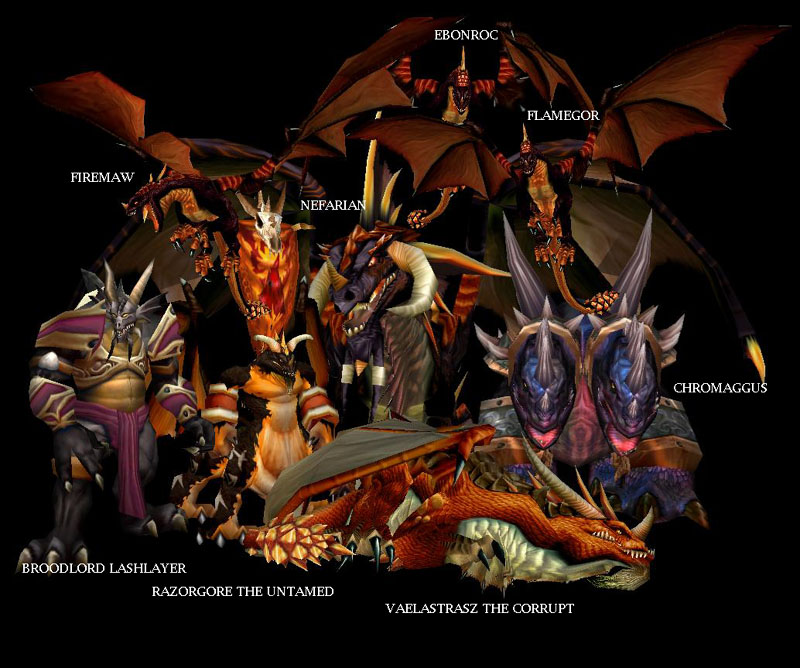 EBONROC
FLAMEGOR
FIREMAW
NEFARIAN
CHROMAGGUS
BROODLORD LASHLAYER
RAZORGORE THE UNTAMED
VAELASTRASZ THE CORRUPT